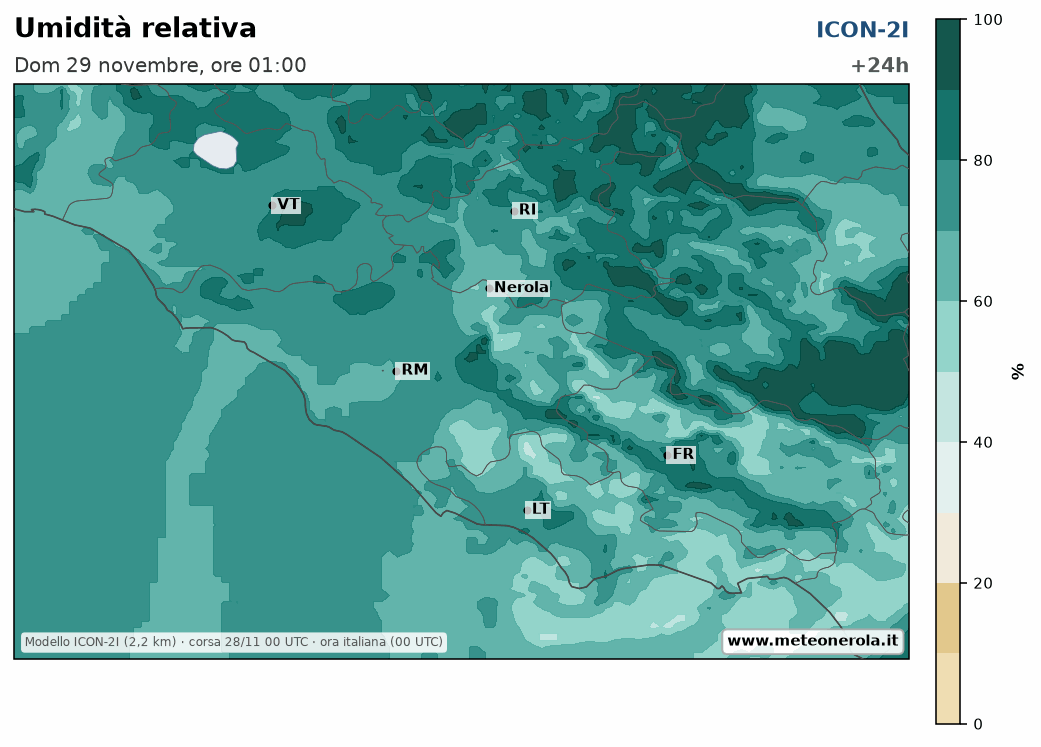 Umidità relativa
ICON-2I
Dom 29 novembre, ore 01:00
+24h
100
80
60
40
20
0
%
VT
RI
Nerola
RM
FR
LT
Modello ICON-2I (2,2 km) · corsa 28/11 00 UTC · ora italiana (00 UTC)
www.meteonerola.it